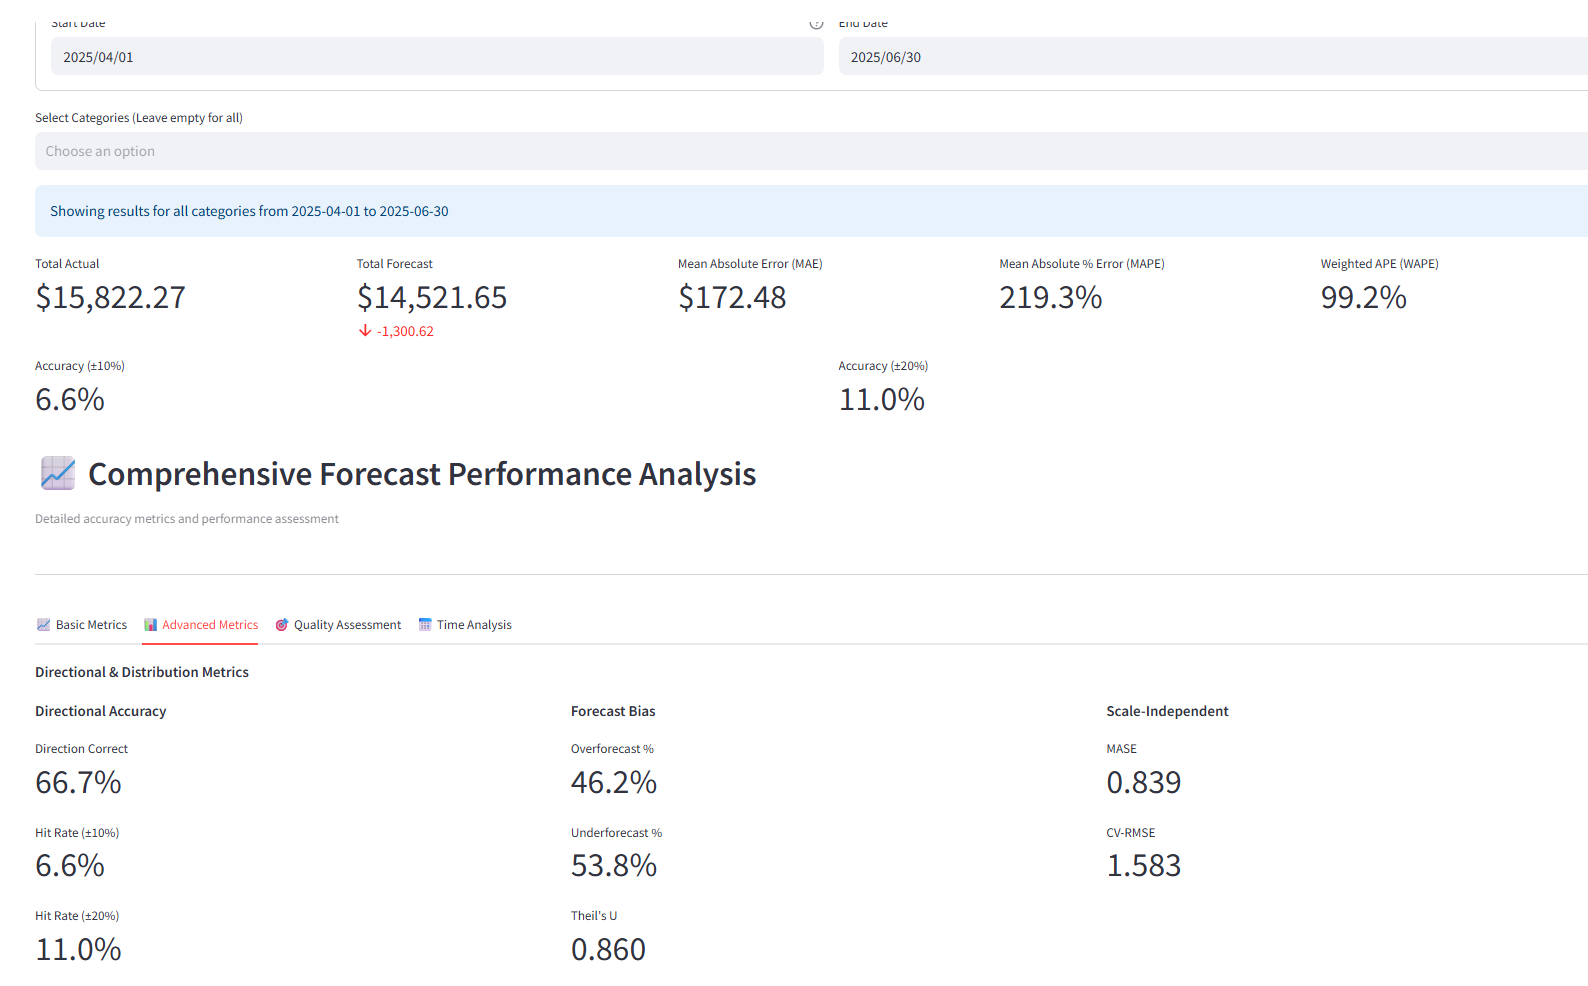 Start Date
End Date
2025/04/01
2025/06/30
Select Categories (Leave empty for all)
Choose an option
Showing results for all categories from 2025-04-01 to 2025-06-30
Total Actual
$15,822.27
Total Forecast
$14,521.65
-1,300.62
Mean Absolute Error (MAE)
$172.48
Mean Absolute % Error (MAPE)
219.3%
Weighted APE (WAPE)
99.2%
Accuracy (±10%)
6.6%
Accuracy (±20%)
11.0%
Comprehensive Forecast Performance Analysis
Detailed accuracy metrics and performance assessment
Basic Metrics
Advanced Metrics
Quality Assessment
Time Analysis
Directional & Distribution Metrics
Directional Accuracy
Direction Correct
66.7%
Hit Rate (±10%)
6.6%
Hit Rate (±20%)
11.0%
Forecast Bias
Overforecast %
46.2%
Underforecast %
53.8%
Theil's U
0.860
Scale-Independent
MASE
0.839
CV-RMSE
1.583